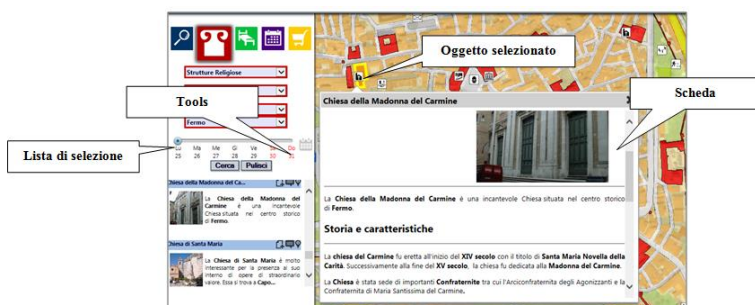 Oggetto selezionato
Strutture Religiose
Tools
Fermo
Chiesa della Madonna del Carmine
Scheda
Lista di selezione
Lu Ma Me Gi Ve Sa Do
25 26 27 28 29 30 31
Cerca Pulisci
Chiesa della Madonna del Ca...
La Chiesa della Madonna del
Carmine è una incantevole
Chiesa situata nel centro storico
di Fermo.
Chiesa di Santa Maria
La Chiesa di Santa Maria è molto
interessante per la presenza al suo
interno di opere di straordinario
valore. Essa si trova a Capo...
La Chiesa della Madonna del Carmine è una incantevole Chiesa situata nel centro storico
di Fermo.
Storia e caratteristiche
La chiesa del Carmine fu eretta all'inizio del XIV secolo con il titolo di Santa Maria Novella della
Carità. Successivamente alla fine del XV secolo, la chiesa fu dedicata alla Madonna del Carmine.
La Chiesa è stata sede di importanti Confraternite tra cui l'Arciconfraternita degli Agonizzanti e la
Confraternita di Maria Santissima del Carmine.